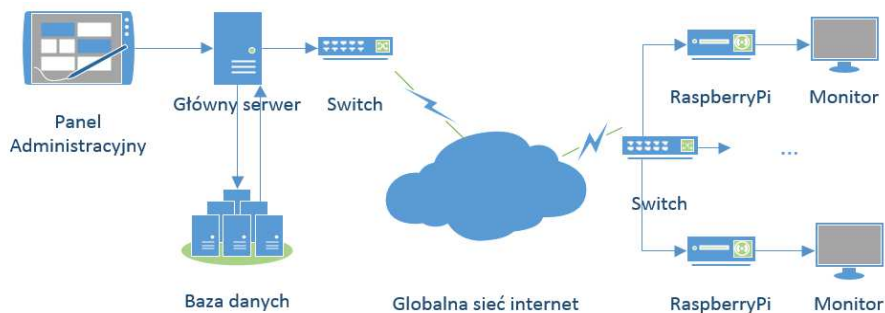 RaspberryPi
Monitor
Główny serwer
Switch
Panel
Administracyjny
...
Switch
Baza danych
Globalna sieć internet
RaspberryPi
Monitor